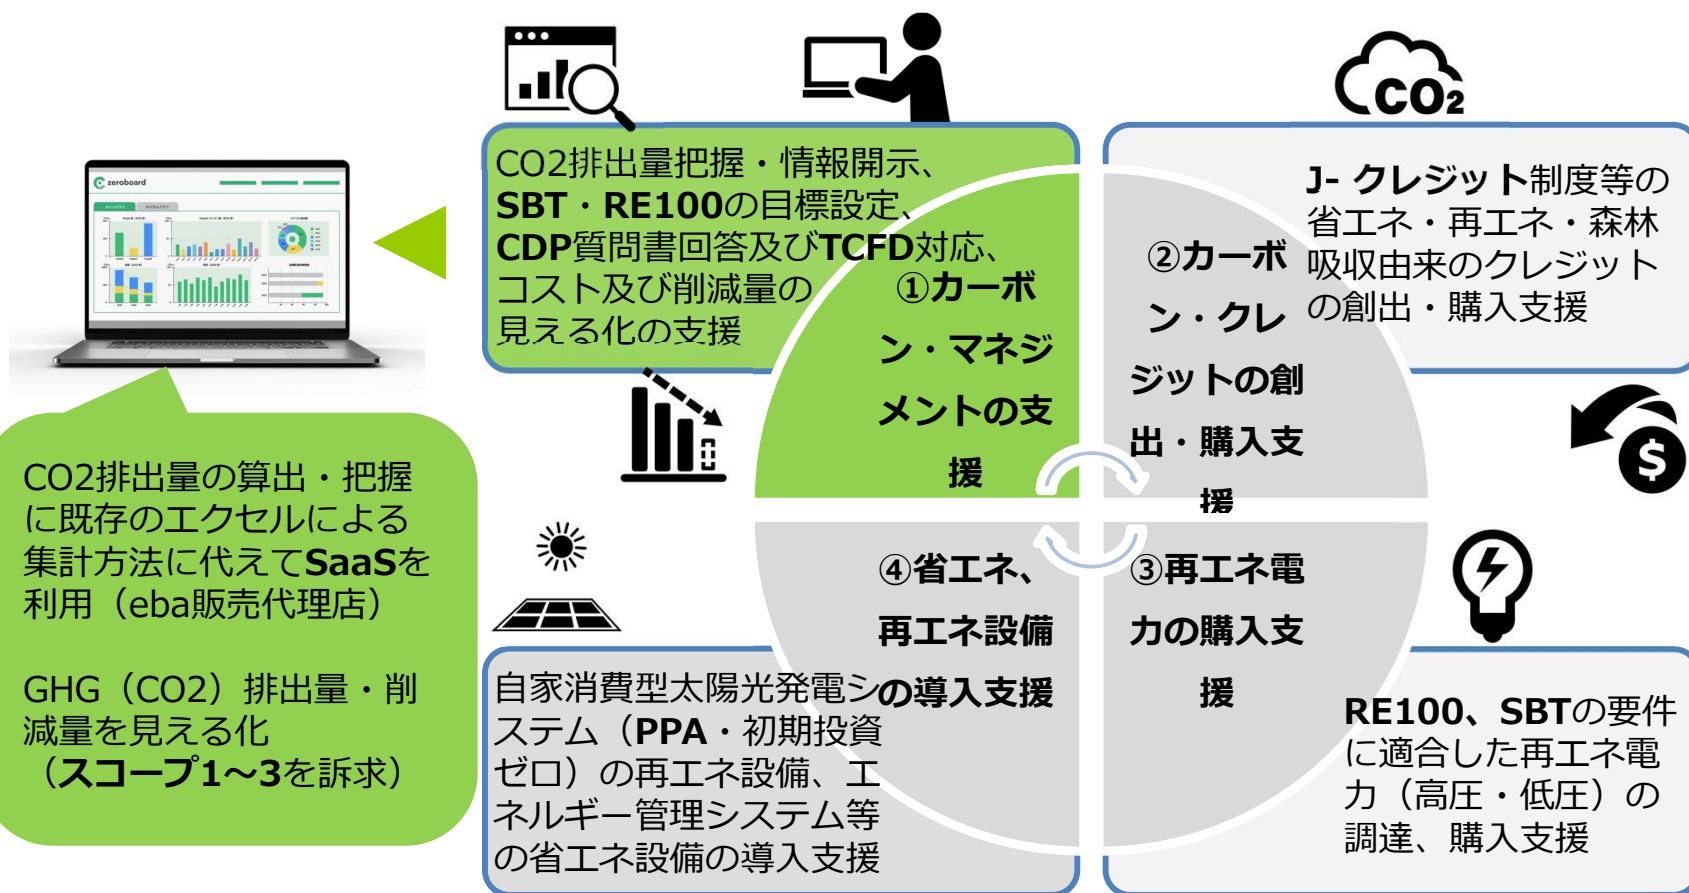 zeroboard
CO2排出量の算出・把握
に既存のエクセルによる
集計方法に代えてSaaSを
利用（eba販売代理店）
GHG（CO2）排出量・削
減量を見える化
（スコープ1～3を訴求）
CO2排出量把握・情報開示、
SBT・RE100の目標設定、
CDP質問書回答及びTCFD対応、
コスト及び削減量の
見える化の支援
①カーボ
ン・マネジ
メントの支
援
CO2
J- クレジット制度等の
省エネ・再エネ・森林
吸収由来のクレジット
の創出・購入支援
②カーボ
ン・クレ
ジットの創
出・購入支
援
$
④省エネ、
再エネ設備
の導入支援
自家消費型太陽光発電シ
ステム（PPA・初期投資
ゼロ）の再エネ設備、エ
ネルギー管理システム等
の省エネ設備の導入支援
③再エネ電
力の購入支
援
RE100、SBTの要件
に適合した再エネ電
力（高圧・低圧）の
調達、購入支援